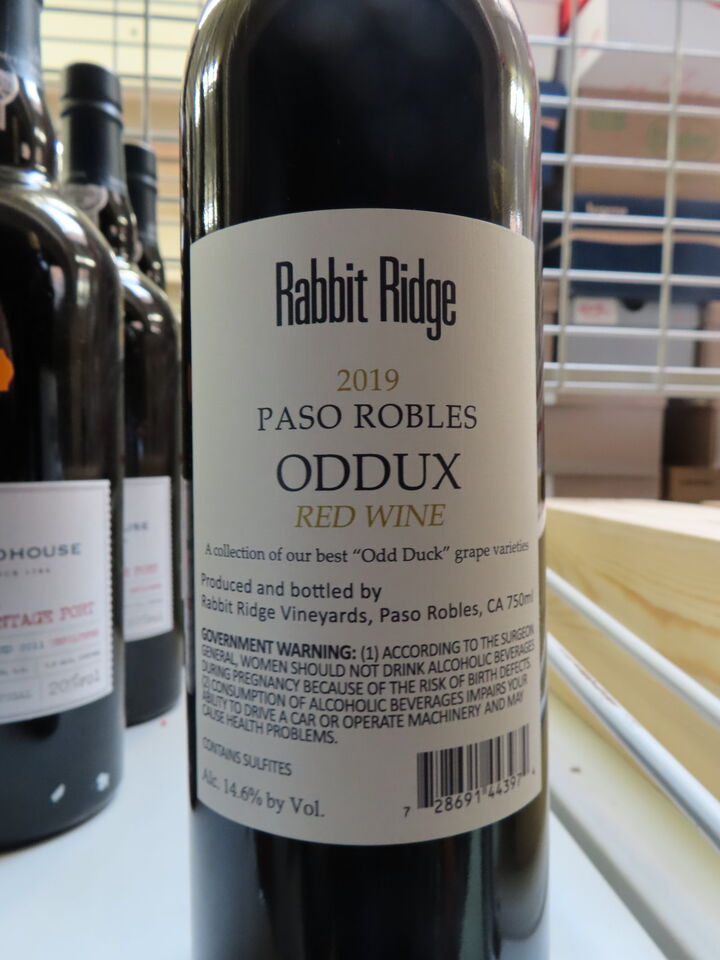 Rabbit Ridge
2019
PASO ROBLES
ODDUX
RED WINE
A collection of our best “Odd Duck” grape varieties
Produced and bottled by
Rabbit Ridge Vineyards, Paso Robles, CA 750ml
GOVERNMENT WARNING: (1) ACCORDING TO THE SURGEON
GENERAL, WOMEN SHOULD NOT DRINK ALCOHOLIC BEVERAGES
DURING PREGNANCY BECAUSE OF THE RISK OF BIRTH DEFECTS.
(2) CONSUMPTION OF ALCOHOLIC BEVERAGES IMPAIRS YOUR
ABILITY TO DRIVE A CAR OR OPERATE MACHINERY AND MAY
CAUSE HEALTH PROBLEMS.
CONTAINS SULFITES
Alc. 14.6% by Vol.
7 28691 44397 4
DHOUSE
PORT
2011
20%vol